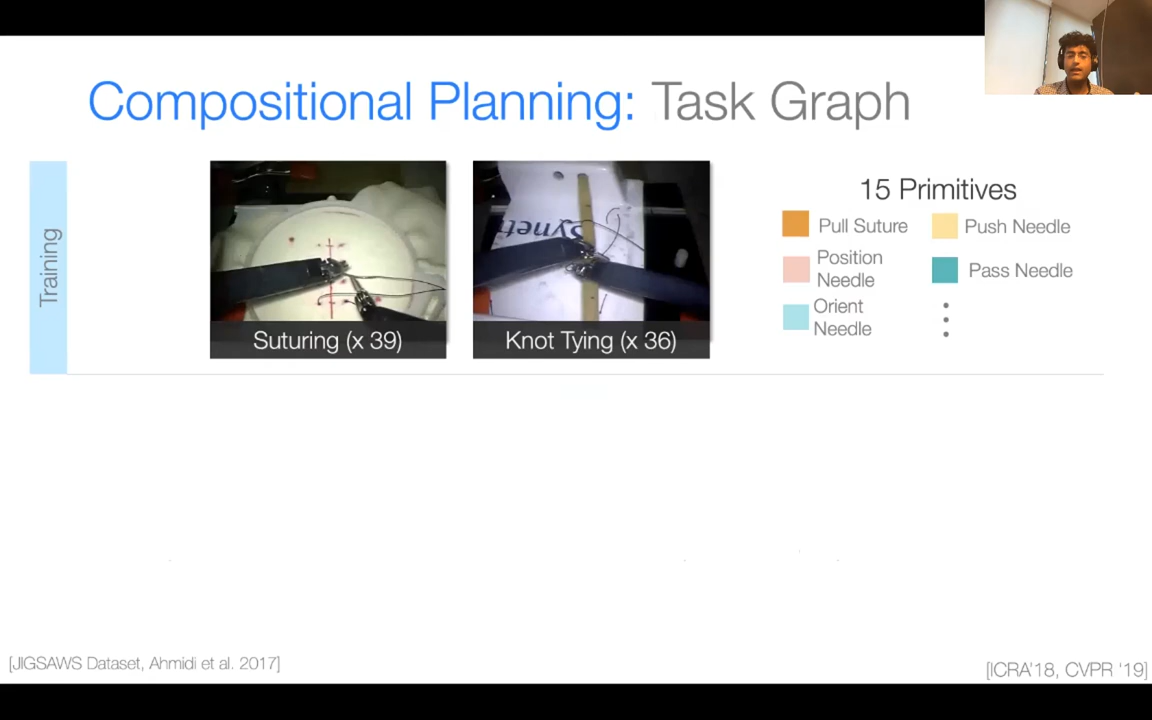 Compositional Planning: Task Graph
Training
Suturing (x 39)
Knot Tying (x 36)
15 Primitives
Pull Suture
Push Needle
Position
Needle
Pass Needle
Orient
Needle
[JIGSAWS Dataset, Ahmidi et al. 2017]
[ICRA'18, CVPR '19]